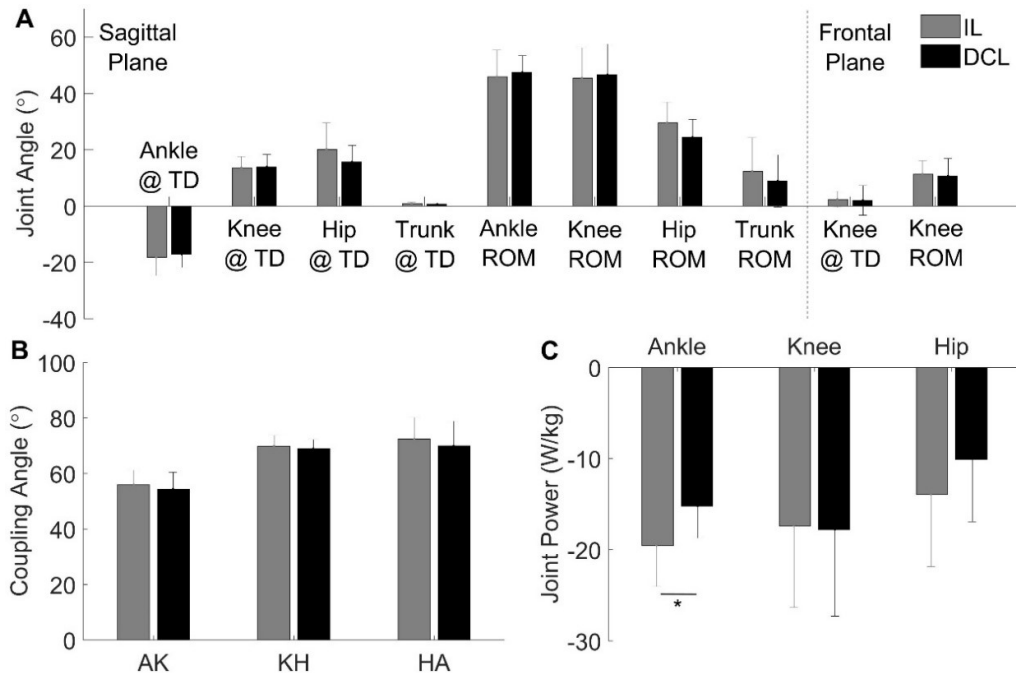 A
Sagittal
Plane
Frontal
Plane
IL
DCL
Joint Angle (°)
60
40
20
0
-20
-40
Ankle
@ TD
Knee
@ TD
Hip
@ TD
Trunk
@ TD
Ankle
ROM
Knee
ROM
Hip
ROM
Trunk
ROM
Knee
@ TD
Knee
ROM
B
Coupling Angle (°)
100
80
60
40
20
0
AK
KH
HA
C
Ankle
Knee
Hip
Joint Power (W/kg)
0
-10
-20
-30
*